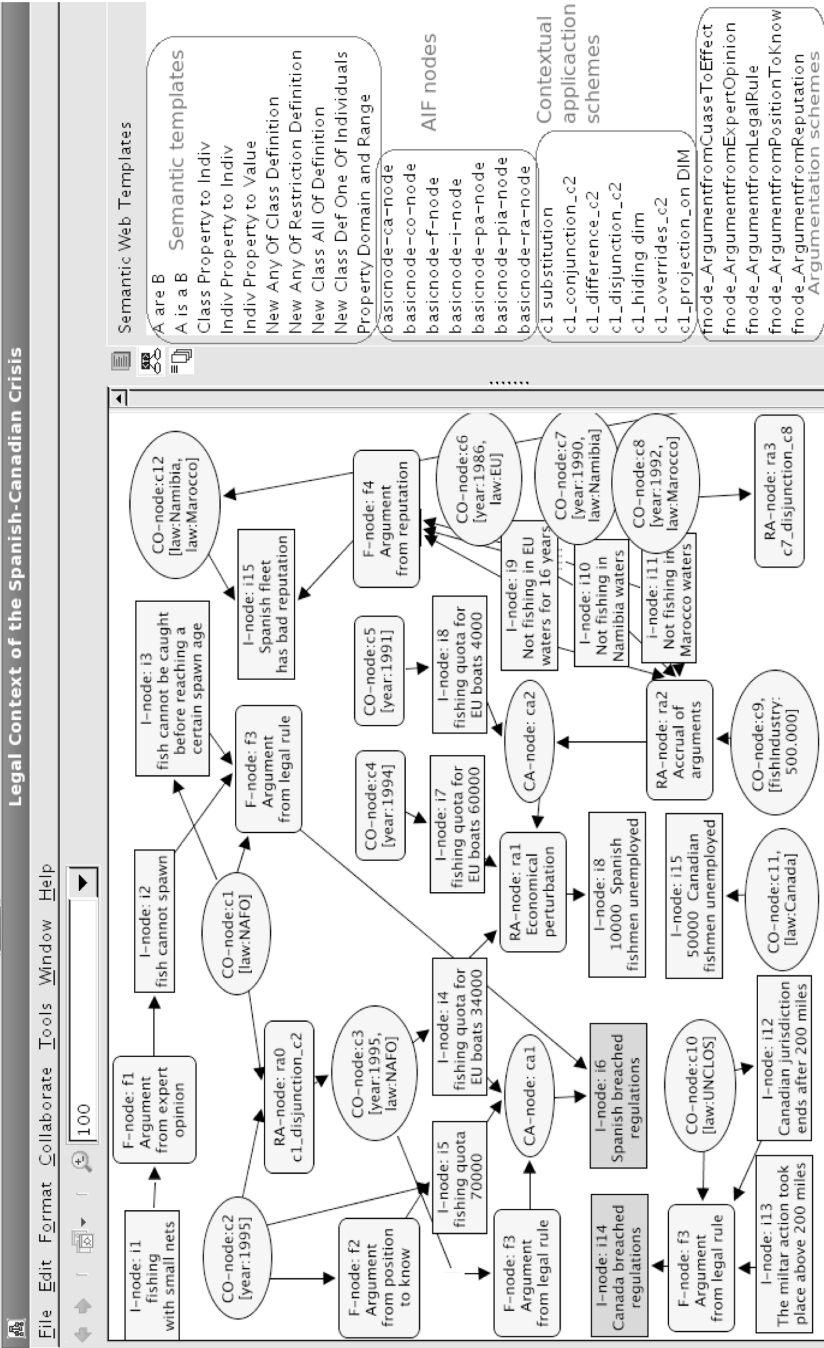 Legal Context of the Spanish-Canadian Crisis
File Edit Format Collaborate Tools Window Help
100
I-node: i1
fishing
with small nets
F-node: f1
Argument
from expert
opinion
I-node: i2
fish cannot spawn
I-node: i3
fish cannot be caught
before reaching a
certain spawn age
CO-node:c12
[law:Namibia,
law:Marocco]
CO-node:c2
[year:1995]
RA-node: ra0
c1_disjunction_c2
CO-node:c1
[law:NAFO]
F-node: f3
Argument
from legal rule
I-node: i15
Spanish fleet
has bad reputation
F-node: f2
Argument
from position
to know
CO-node:c3
[year:1995,
law:NAFO]
CO-node:c4
[year:1994]
CO-node:c5
[year:1991]
F-node: f4
Argument
from reputation
CO-node:c6
[year:1986,
law:EU]
I-node: i5
fishing quota
70000
I-node: i4
fishing quota for
EU boats 34000
I-node: i7
fishing quota for
EU boats 60000
I-node: i8
fishing quota for
EU boats 4000
F-node: f3
Argument
from legal rule
CA-node: ca1
RA-node: ra1
Economical
perturbation
CA-node: ca2
I-node: i9
Not fishing in EU
waters for 16 years
CO-node:c7
[year:1990,
law:Namibia]
I-node: i14
Canada breached
regulations
I-node: i6
Spanish breached
regulations
I-node: i8
10000 Spanish
fishmen unemployed
I-node: i10
Not fishing in
Namibia waters
CO-node:c8
[year:1992,
law:Marocco]
F-node: f3
Argument
from legal rule
CO-node:c10
[law:UNCLOS]
I-node: i15
50000 Canadian
fishmen unemployed
RA-node: ra2
Accrual of
arguments
i-node: i11
Not fishing in
Marocco waters
I-node: i13
The miltar action took
place above 200 miles
I-node: i12
Canadian jurisdiction
ends after 200 miles
CO-node:c11,
[law:Canada]
CO-node:c9,
[fishIndustry:
500.000]
RA-node: ra3
c7_disjunction_c8
Semantic Web Templates
A are B
A is a B
Semantic templates
Class Property to Indiv
Indiv Property to Indiv
Indiv Property to Value
New Any Of Class Definition
New Any Of Restriction Definition
New Class All Of Definition
New Class Def One Of Individuals
Property Domain and Range
basicnode-ca-node
basicnode-co-node
basicnode-f-node
AIF nodes
basicnode-i-node
basicnode-pa-node
basicnode-pia-node
basicnode-ra-node
c1 substitution
c1_conjunction_c2
Contextual
applicaction
schemes
c1_difference_c2
c1_disjunction_c2
c1_hiding dim
c1_overrides_c2
c1_projection_on DIM
fnode_ArgumentfromCuaseToEffect
fnode_ArgumentfromExpertOpinion
fnode_ArgumentfromLegalRule
fnode_ArgumentfromPositionToKnow
fnode_ArgumentfromReputation
Argumentation schemes